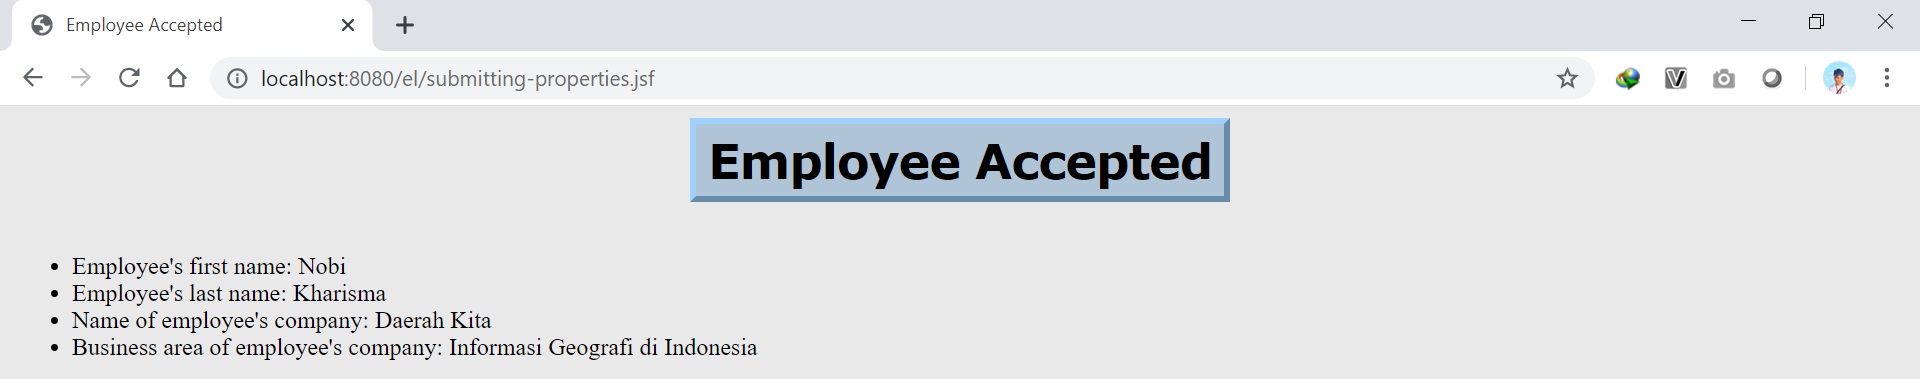 Employee Accepted
localhost:8080/el/submitting-properties.jsf
Employee Accepted
• Employee's first name: Nobi
• Employee's last name: Kharisma
• Name of employee's company: Daerah Kita
• Business area of employee's company: Informasi Geografi di Indonesia